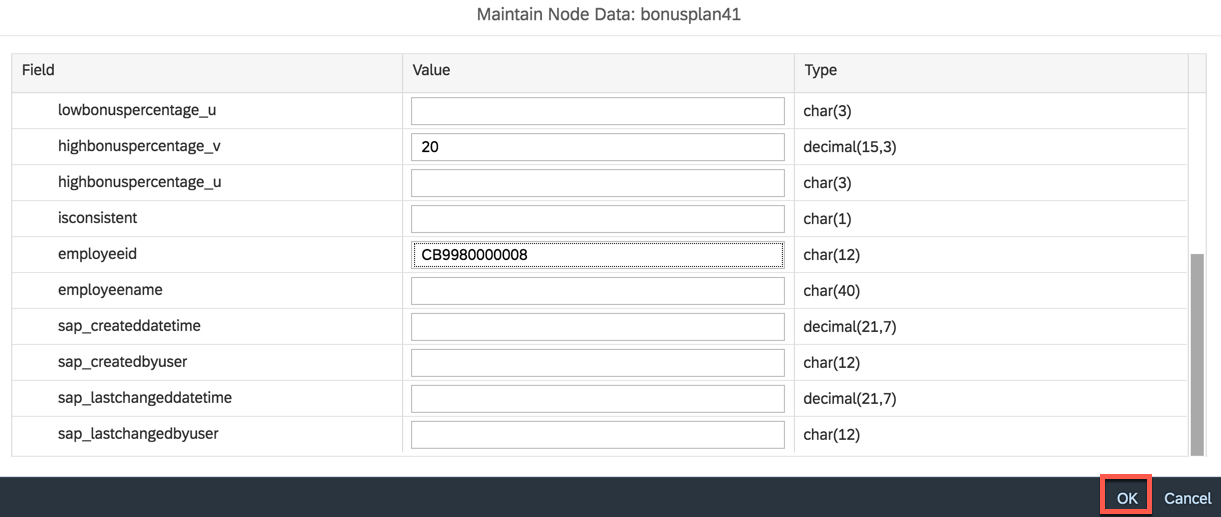 Maintain Node Data: bonusplan41
Field Value Type
lowbonuspercentage_u char(3)
highbonuspercentage_v 20 decimal(15,3)
highbonuspercentage_u char(3)
isconsistent char(1)
employeeid CB9980000008 char(12)
employeename char(40)
sap_createddatetime decimal(21,7)
sap_createdbyuser char(12)
sap_lastchangeddatetime decimal(21,7)
sap_lastchangedbyuser char(12)
OK Cancel